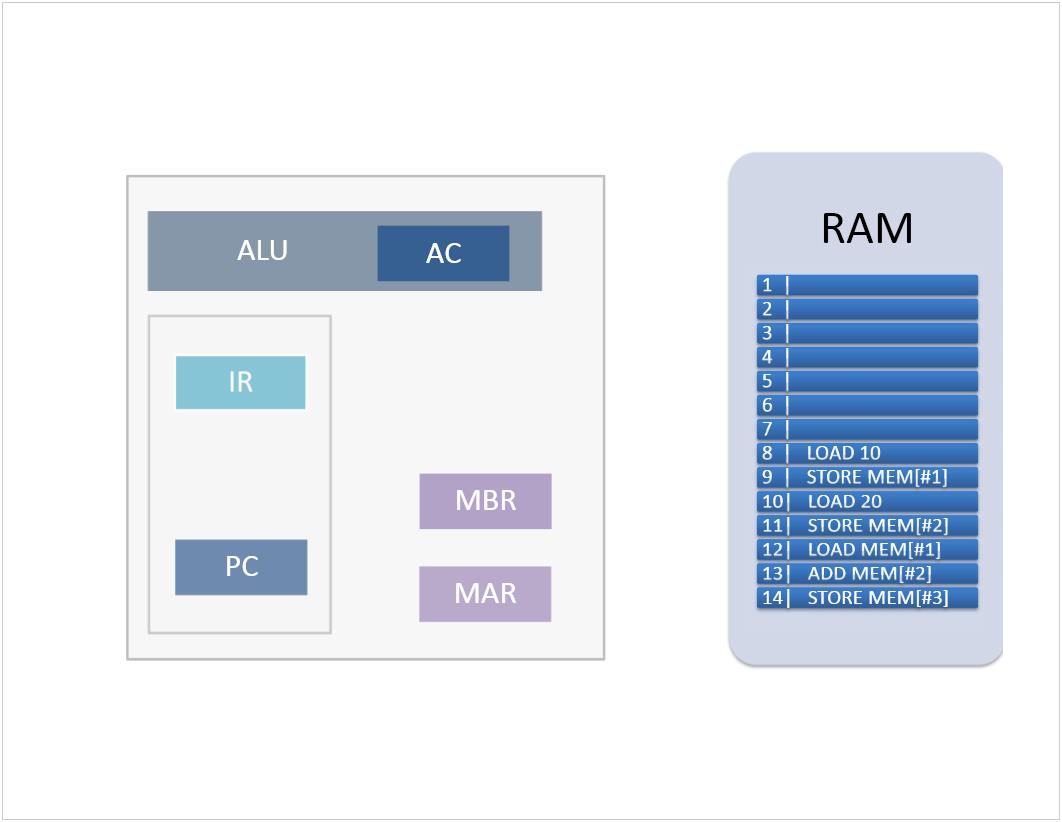 ALU
AC
IR
PC
MBR
MAR
RAM
1|
2|
3|
4|
5|
6|
7|
8| LOAD 10
9| STORE MEM[#1]
10| LOAD 20
11| STORE MEM[#2]
12| LOAD MEM[#1]
13| ADD MEM[#2]
14| STORE MEM[#3]